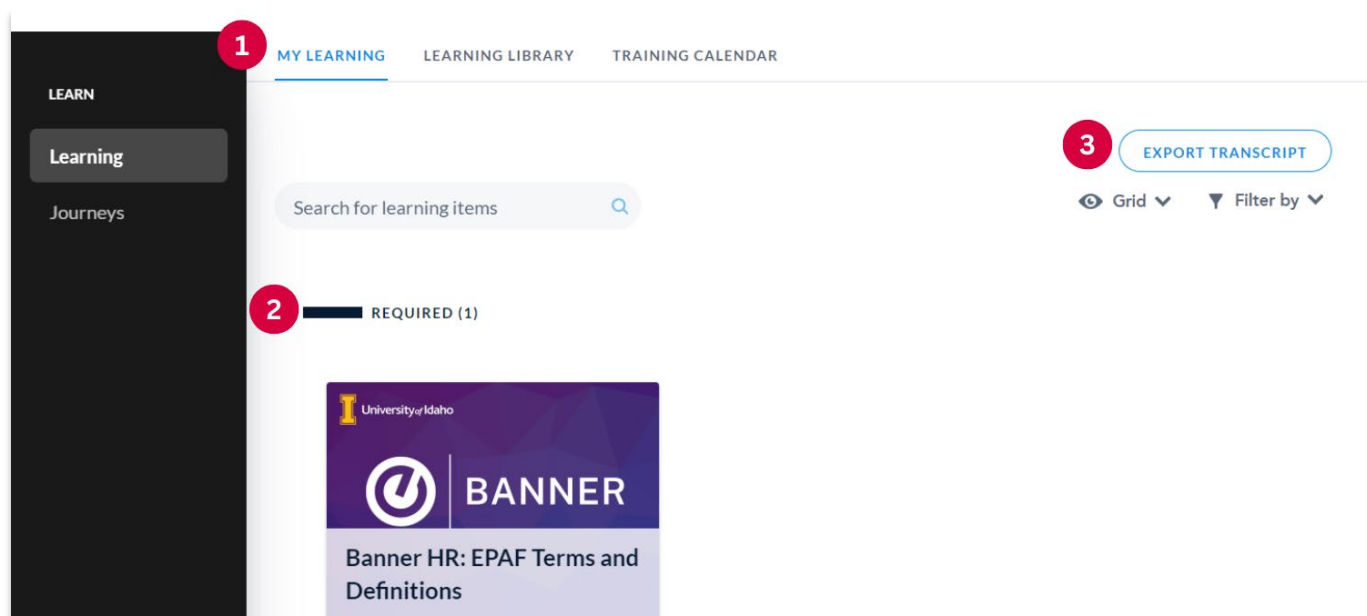 1 MY LEARNING LEARNING LIBRARY TRAINING CALENDAR
LEARN
Learning
Journeys
3 EXPORT TRANSCRIPT
Search for learning items
Grid Filter by
2 REQUIRED (1)
I University of Idaho
BANNER
Banner HR: EPAF Terms and
Definitions